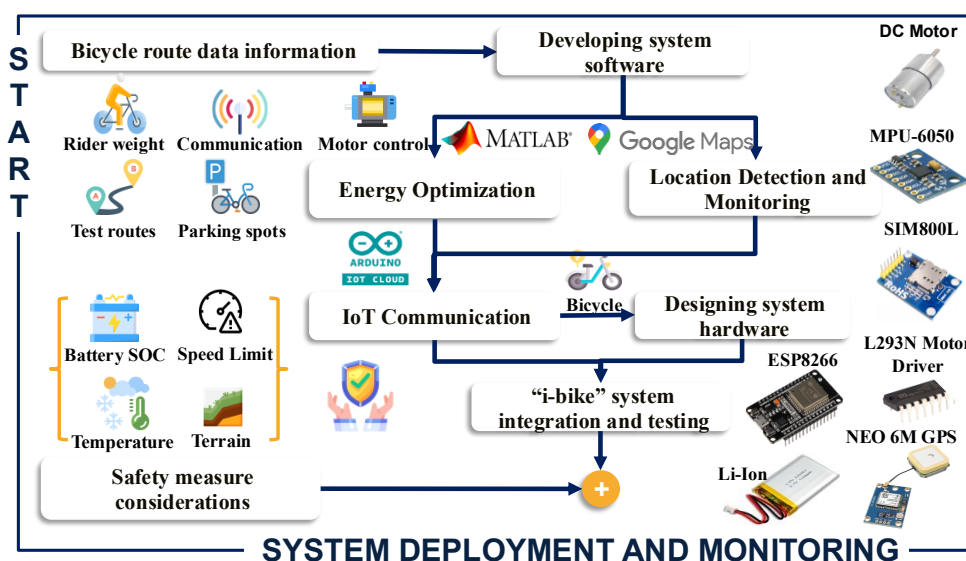 START
Bicycle route data information
Developing system
software
DC Motor
Rider weight
Communication
Motor control
MATLAB®
Google Maps
MPU-6050
Energy Optimization
Location Detection and
Monitoring
A
B
P
Test routes
Parking spots
SIM800L
ARDUINO
IOT CLOUD
Bicycle
IoT Communication
Designing system
hardware
RoHS
Battery SOC
Speed Limit
ESP8266
L293N Motor
Driver
Temperature
Terrain
“i-bike” system
integration and testing
NEO 6M GPS
Safety measure
considerations
+
Li-Ion
SYSTEM DEPLOYMENT AND MONITORING